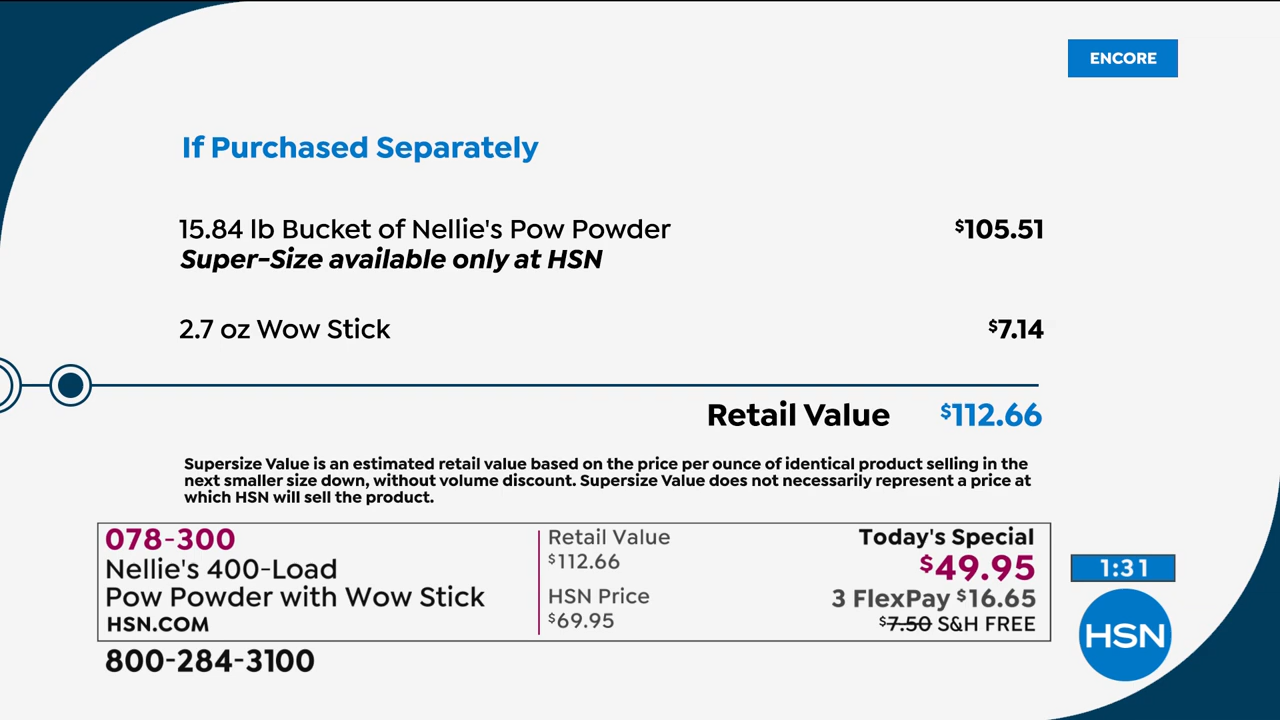 ENCORE
If Purchased Separately
15.84 lb Bucket of Nellie's Pow Powder $105.51
Super-Size available only at HSN
2.7 oz Wow Stick $7.14
Retail Value $112.66
Supersize Value is an estimated retail value based on the price per ounce of identical product selling in the
next smaller size down, without volume discount. Supersize Value does not necessarily represent a price at
which HSN will sell the product.
078-300
Nellie's 400-Load
Pow Powder with Wow Stick
HSN.COM
Retail Value
$112.66
HSN Price
$69.95
Today's Special
$49.95
3 FlexPay $16.65
$7.50 S&H FREE
1:31
HSN
800-284-3100